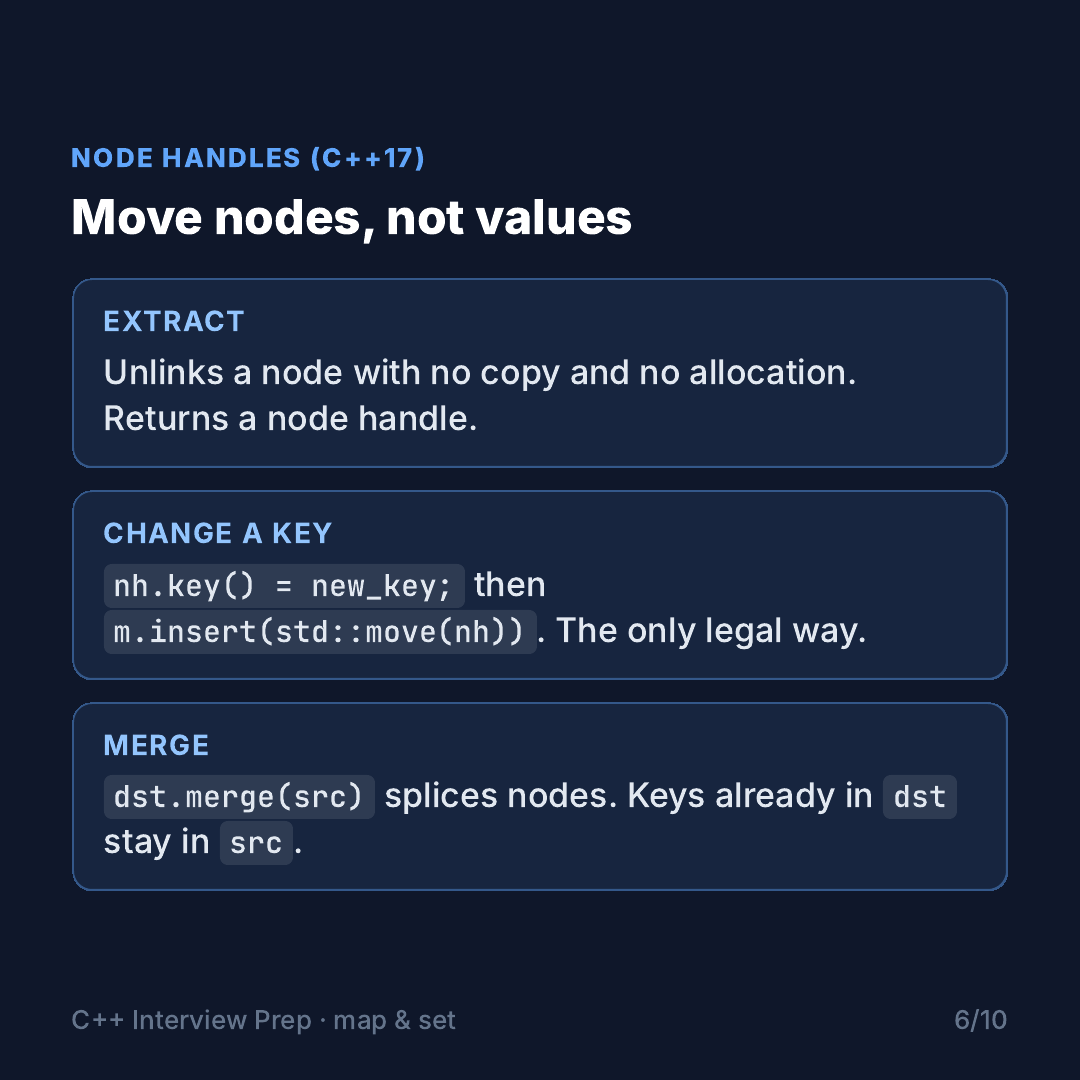 NODE HANDLES (C++17)
Move nodes, not values
EXTRACT
Unlinks a node with no copy and no allocation.
Returns a node handle.
CHANGE A KEY
nh.key() = new_key; then
m.insert(std::move(nh)). The only legal way.
MERGE
dst.merge(src) splices nodes. Keys already in dst
stay in src.
C++ Interview Prep · map & set
6/10